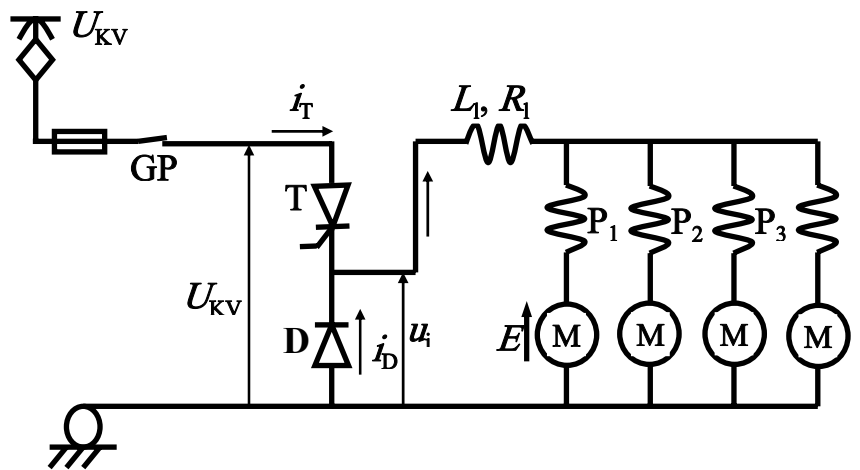 U_KV
i_T
L_1, R_1
GP
T
P_1
P_2
P_3
U_KV
D
i_D
u_i
E
M
M
M
M